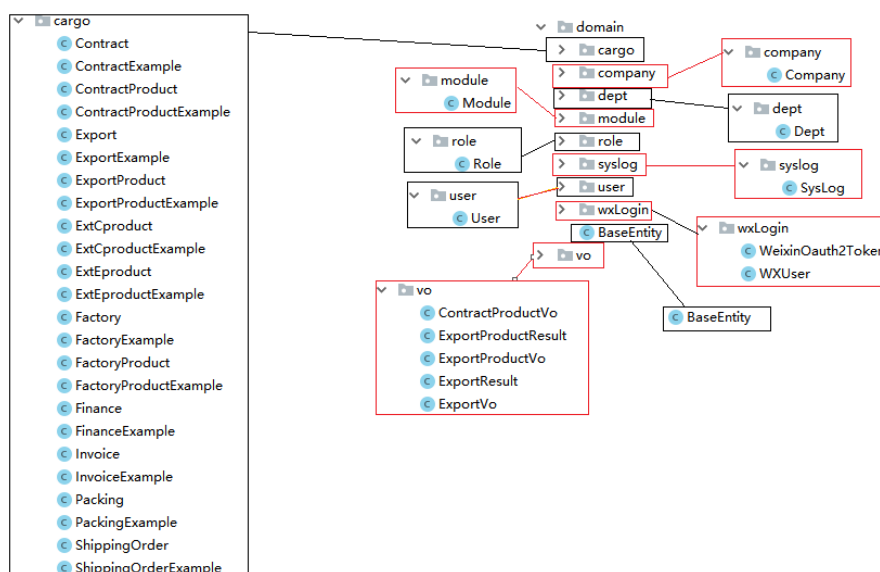 cargo
Contract
ContractExample
ContractProduct
ContractProductExample
Export
ExportExample
ExportProduct
ExportProductExample
ExtCproduct
ExtCproductExample
ExtEproduct
ExtEproductExample
Factory
FactoryExample
FactoryProduct
FactoryProductExample
Finance
FinanceExample
Invoice
InvoiceExample
Packing
PackingExample
ShippingOrder
ShippingOrderExample
domain
cargo
company
dept
module
role
syslog
user
wxLogin
BaseEntity
vo
module
Module
role
Role
user
User
vo
ContractProductVo
ExportProductResult
ExportProductVo
ExportResult
ExportVo
company
Company
dept
Dept
syslog
SysLog
wxLogin
WeixinOauth2Token
WXUser
BaseEntity